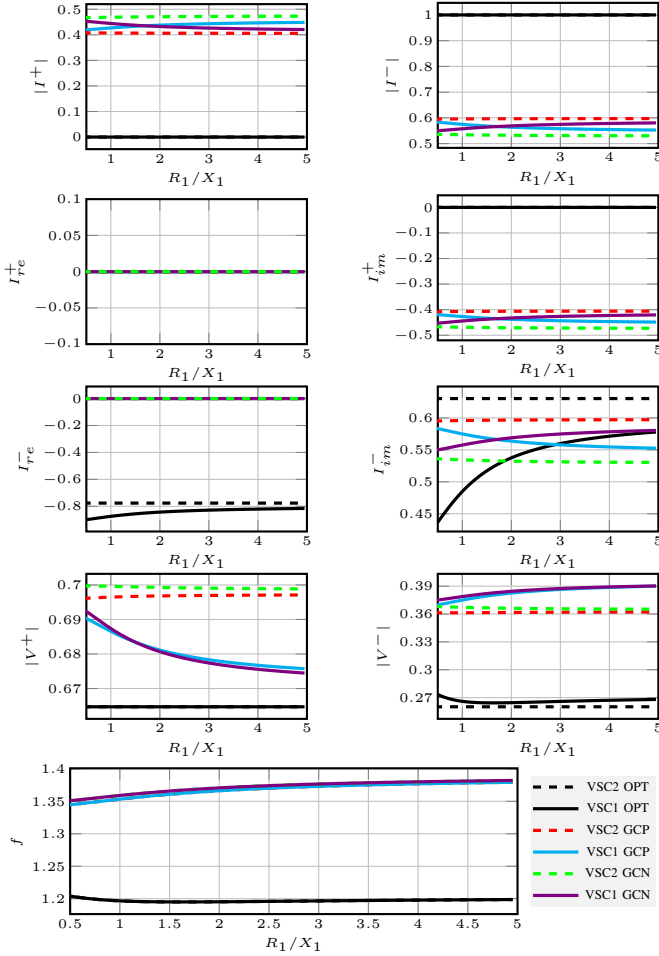 0.5
0.4
0.3
0.2
0.1
0
|I⁺|
1 2 3 4 5
R₁/X₁
1
0.9
0.8
0.7
0.6
0.5
|I⁻|
1 2 3 4 5
R₁/X₁
0.1
0.05
0
−0.05
−0.1
I⁺re
1 2 3 4 5
R₁/X₁
0
−0.1
−0.2
−0.3
−0.4
−0.5
I⁺im
1 2 3 4 5
R₁/X₁
0
−0.2
−0.4
−0.6
−0.8
I⁻re
1 2 3 4 5
R₁/X₁
0.6
0.55
0.5
0.45
I⁻im
1 2 3 4 5
R₁/X₁
0.7
0.69
0.68
0.67
|V⁺|
1 2 3 4 5
R₁/X₁
0.39
0.36
0.33
0.3
0.27
|V⁻|
1 2 3 4 5
R₁/X₁
1.4
1.35
1.3
1.25
1.2
f
0.5 1 1.5 2 2.5 3 3.5 4 4.5 5
R₁/X₁
VSC2 OPT
VSC1 OPT
VSC2 GCP
VSC1 GCP
VSC2 GCN
VSC1 GCN